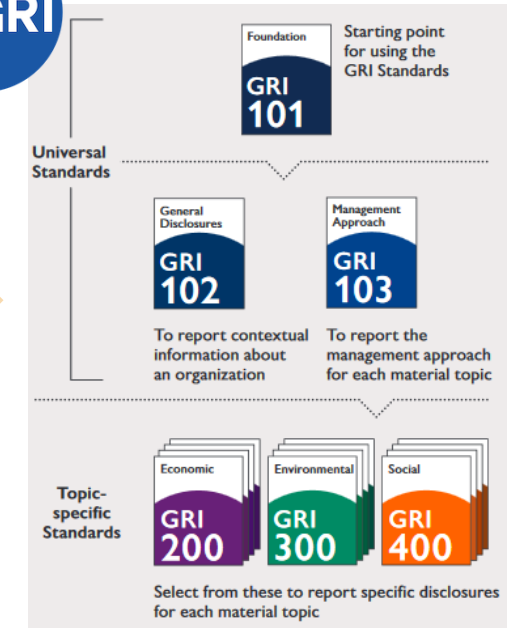 GRI
Foundation
GRI
101
Starting point
for using the
GRI Standards
Universal
Standards
General
Disclosures
GRI
102
Management
Approach
GRI
103
To report contextual
information about
an organization
To report the
management approach
for each material topic
Topic-
specific
Standards
Economic
GRI
200
Environmental
GRI
300
Social
GRI
400
Select from these to report specific disclosures
for each material topic